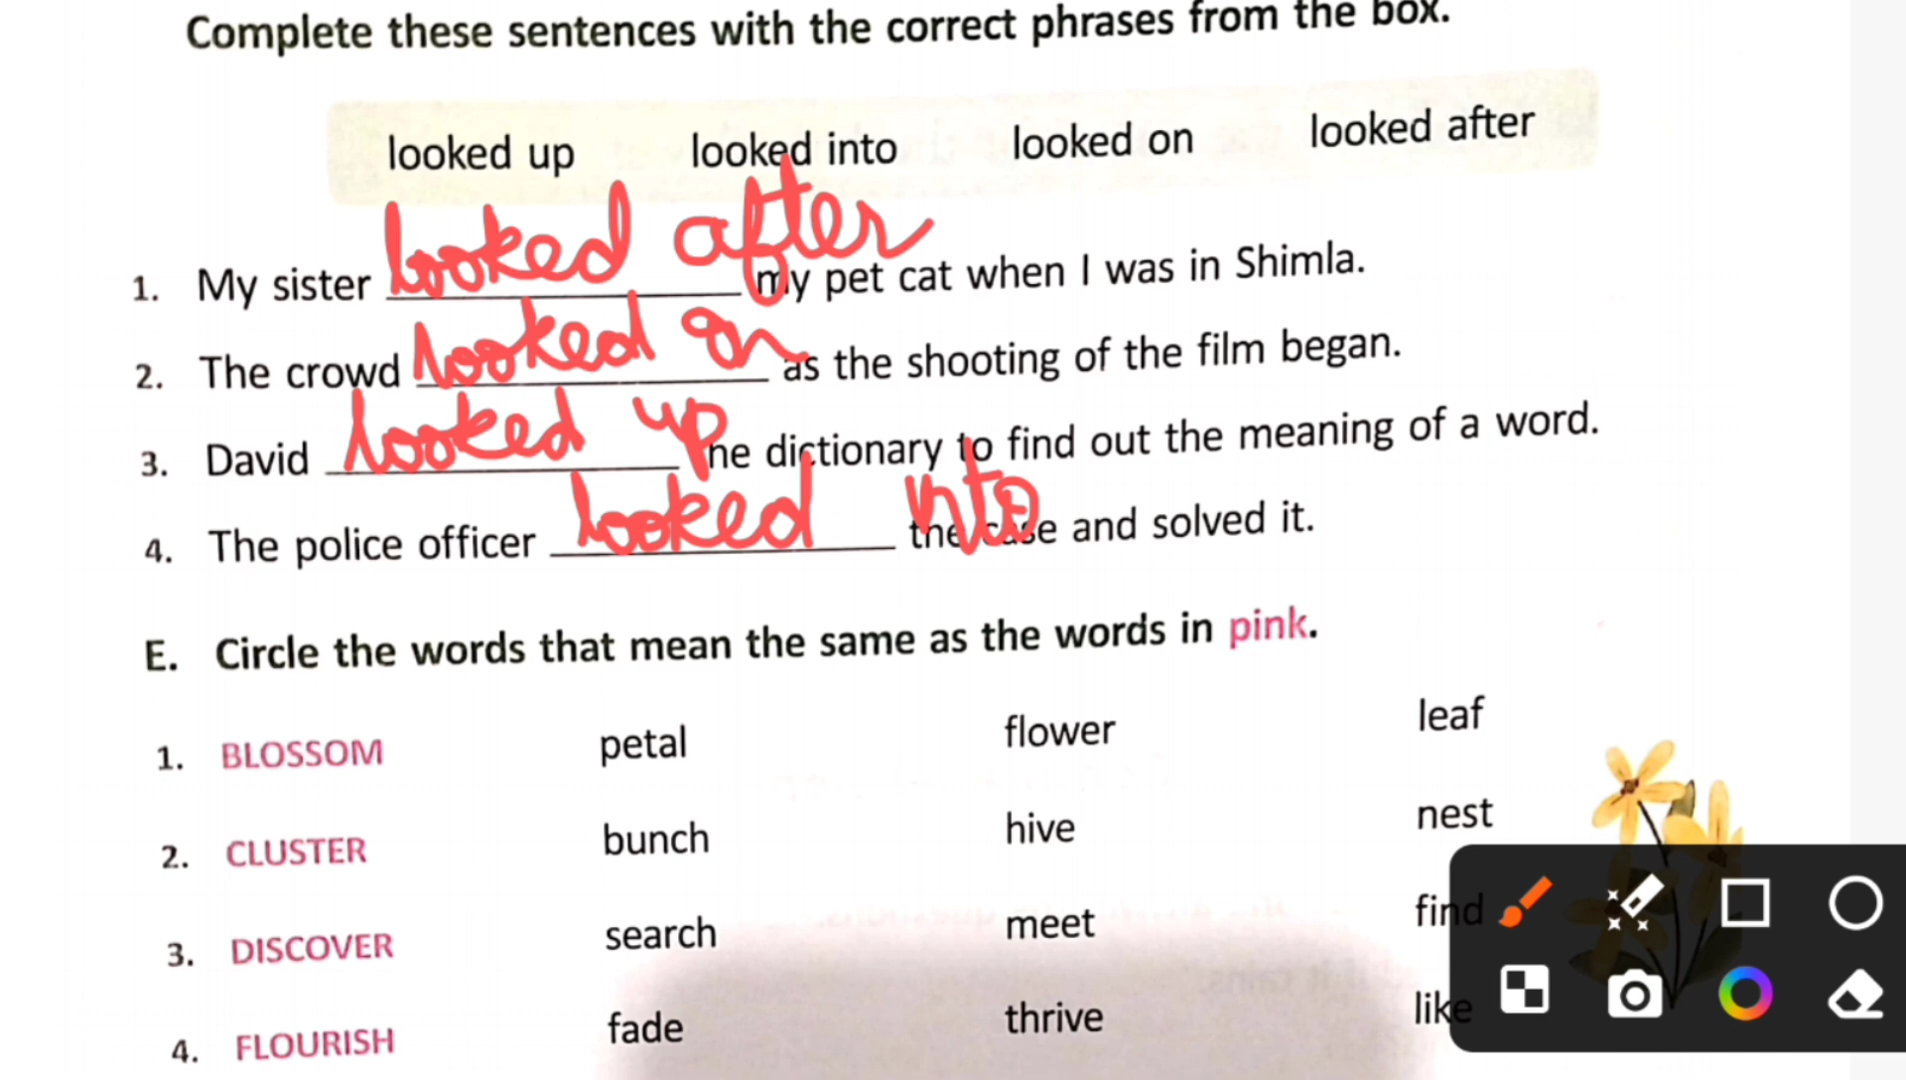 Complete these sentences with the correct phrases from the box.
looked up looked into looked on looked after
1. My sister looked after my pet cat when I was in Shimla.
2. The crowd looked on as the shooting of the film began.
3. David looked up the dictionary to find out the meaning of a word.
4. The police officer looked into the case and solved it.
E. Circle the words that mean the same as the words in pink.
1. BLOSSOM petal flower leaf
2. CLUSTER bunch hive nest
3. DISCOVER search meet find
4. FLOURISH fade thrive like